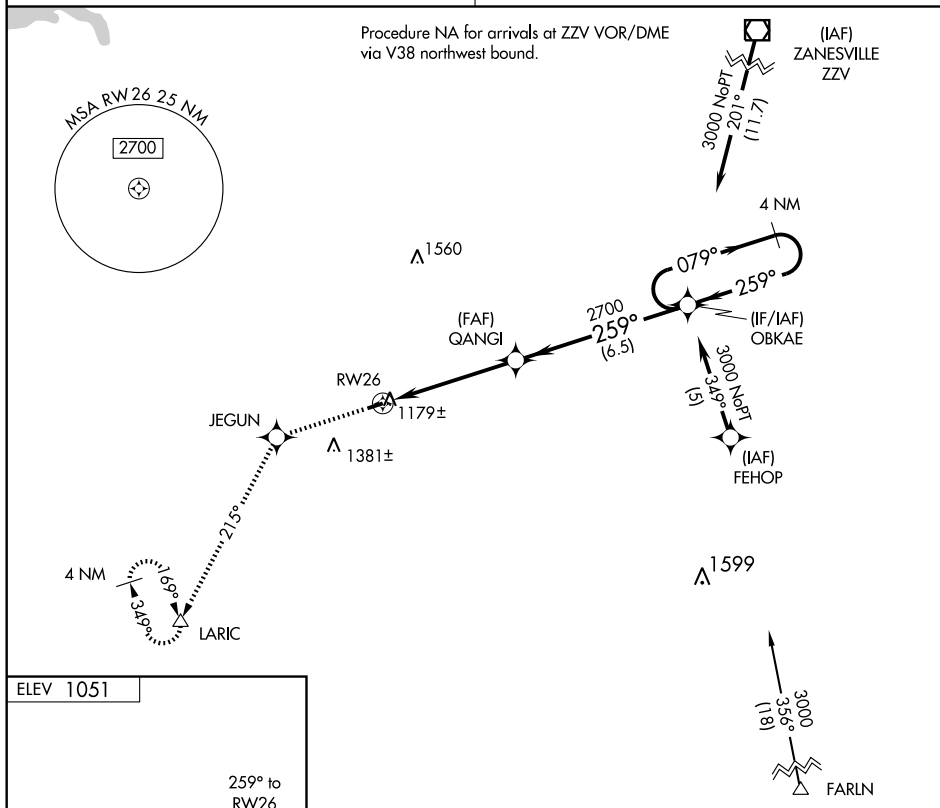 Procedure NA for arrivals at ZZV VOR/DME
via V38 northwest bound.
(IAF)
ZANESVILLE
ZZV
3000 NoPT
201°
(11.7)
MSA RW26 25 NM
2700
4 NM
079°
259°
1560
(IF/IAF)
OBKAE
2700
259°
(6.5)
(FAF)
QANGI
3000 NoPT
349°
(5)
RW26
1179±
JEGUN
1381±
(IAF)
FEHOP
215°
4 NM
169°
349°
LARIC
1599
3000
356°
(18)
FARLN
ELEV 1051
259° to
RW26